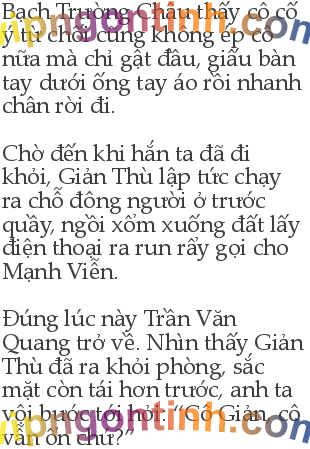 Bạch Trường Châu thấy cô cố
ý từ chối cũng không ép cô
nữa mà chỉ gật đầu, giấu bàn
tay dưới ống tay áo rồi nhanh
chân rời đi.
Chờ đến khi hắn ta đã đi
khỏi, Giản Thù lập tức chạy
ra chỗ đông người ở trước
quầy, ngồi xổm xuống đất lấy
điện thoại ra run rẩy gọi cho
Mạnh Viễn.
Đúng lúc này Trần Văn
Quang trở về. Nhìn thấy Giản
Thù đã ra khỏi phòng, sắc
mặt còn tái hơn trước, anh ta
vội bước tới hỏi: “Cô Giản, cô
vẫn ổn chứ?”
vipngontinh.com
vipngontinh.com